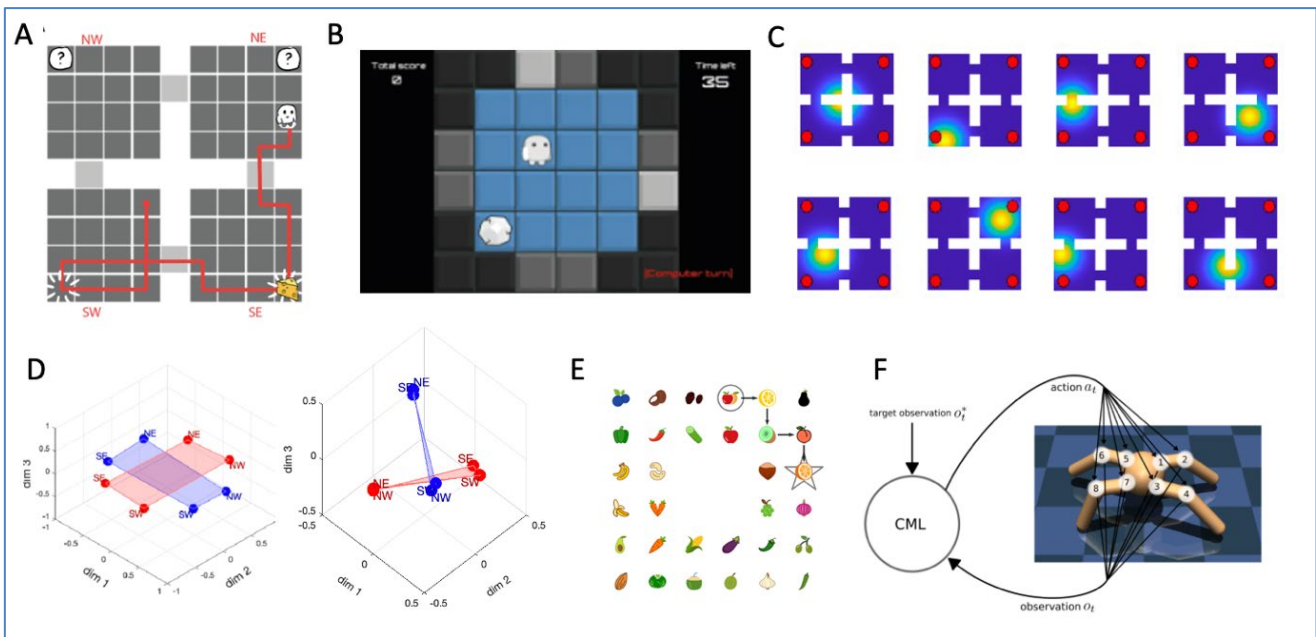 A
NW
NE
?
?
SW
SE
B
Total score
0
Time left
35
[Computer turn]
C
D
dim 3
1
0.5
0
-0.5
-1
NE
NE
SE
SE
NW
NW
SW
SW
-0.5
0
0.5
1
-1
-0.5
0
0.5
dim 1
dim 2
dim 3
0.5
0
-0.5
SE
NE
SE
SW
NE
NW
SW
NW
-0.5
0
0.5
-0.5
0
0.5
dim 1
dim 2
E
F
action aₜ
target observation oₜ*
CML
6
5
1
2
8
7
3
4
observation oₜ